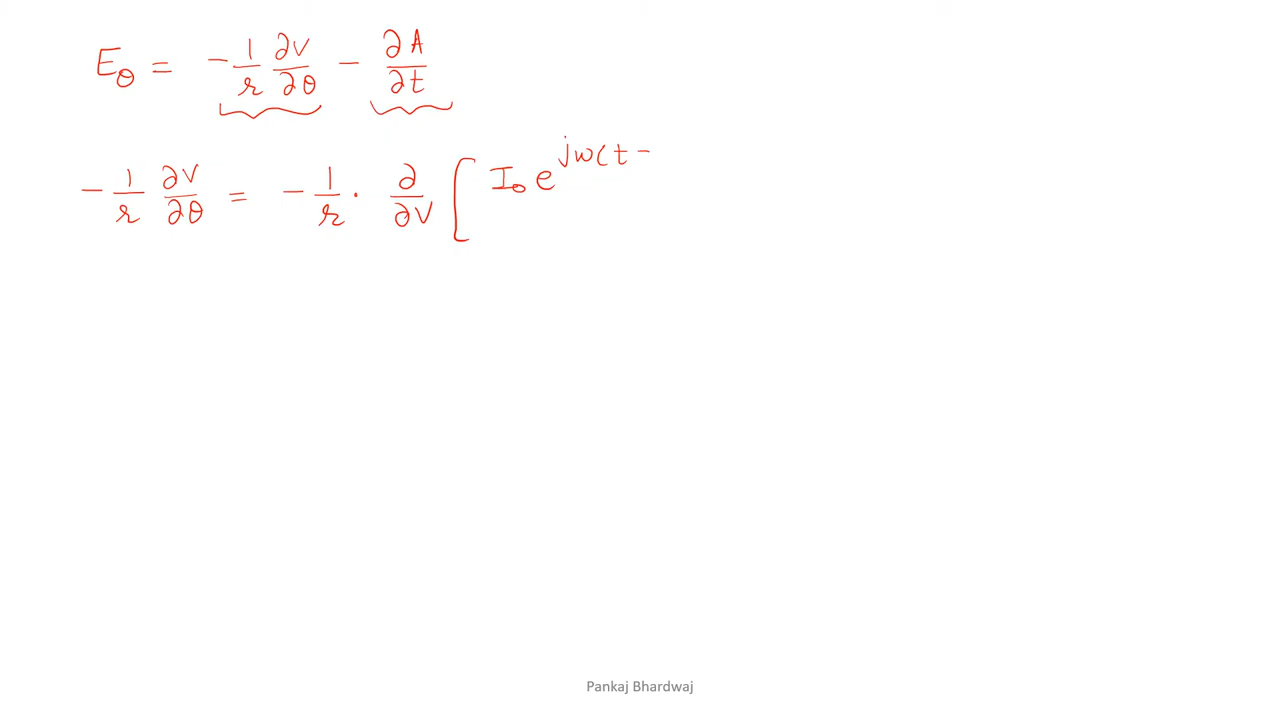 E_θ = -1/r ∂V/∂θ - ∂A/∂t
-1/r ∂V/∂θ = -1/r · ∂/∂V [ I₀ e^{jω(t -
Pankaj Bhardwaj